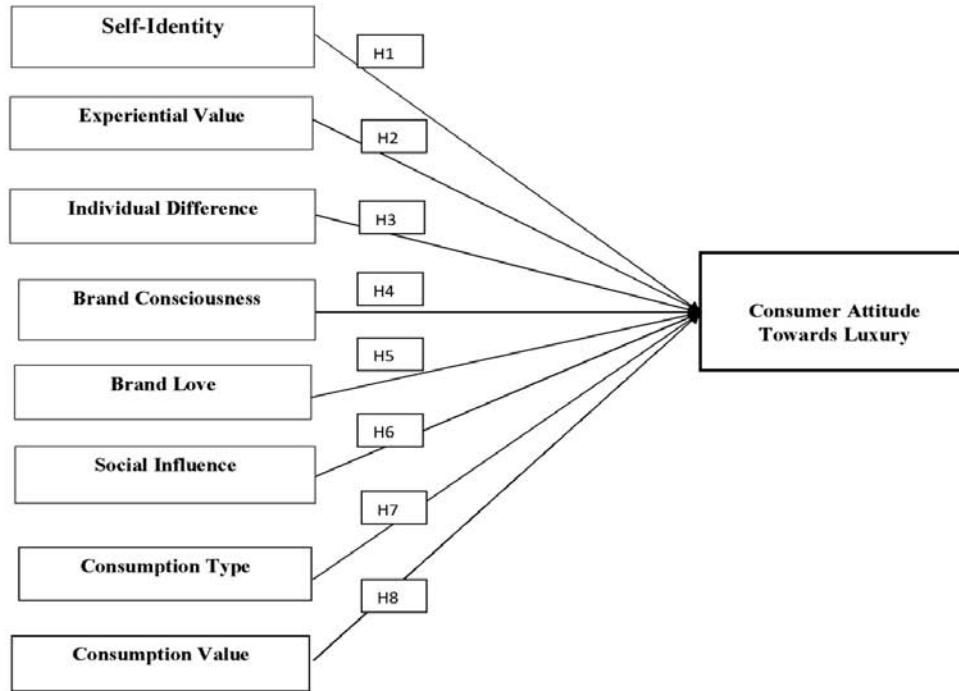 Self-Identity
H1
Experiential Value
H2
Individual Difference
H3
Brand Consciousness
H4
Consumer Attitude
Towards Luxury
Brand Love
H5
Social Influence
H6
Consumption Type
H7
Consumption Value
H8